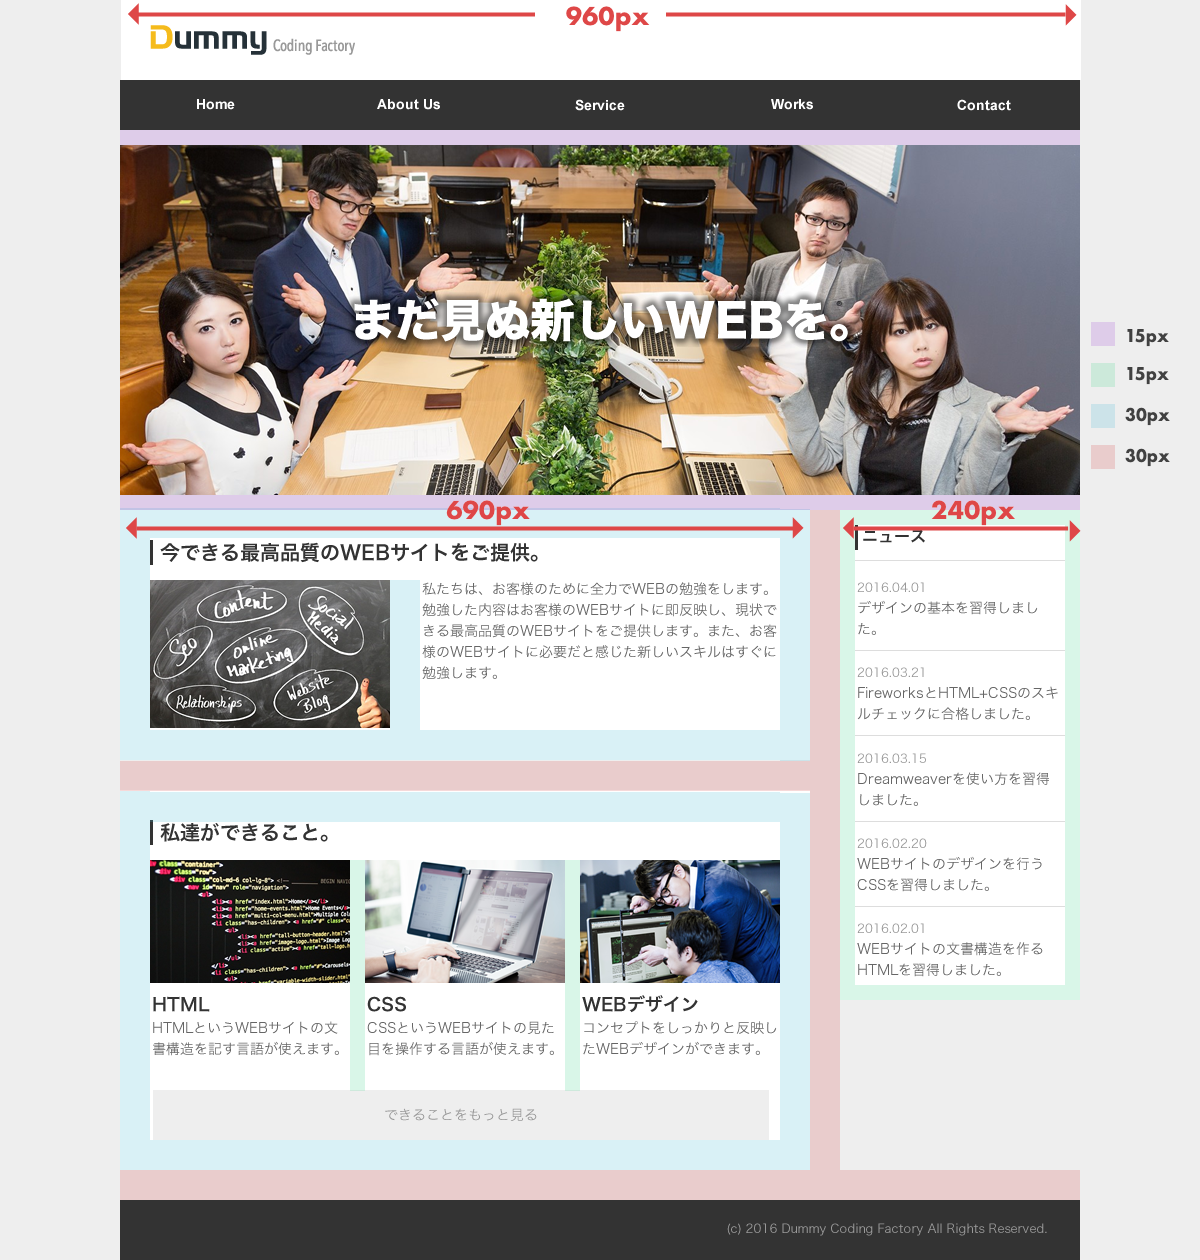 960px
Dummy Coding Factory
Home About Us Service Works Contact
まだ見ぬ新しいWEBを。
15px
15px
30px
30px
690px
240px
今できる最高品質のWEBサイトをご提供。
Content
Social Media
Seo
Online Marketing
Relationships
Website Blog
私たちは、お客様のために全力でWEBの勉強をします。
勉強した内容はお客様のWEBサイトに即反映し、現状で
きる最高品質のWEBサイトをご提供します。また、お客
様のWEBサイトに必要だと感じた新しいスキルはすぐに
勉強します。
私達ができること。
HTML
HTMLというWEBサイトの文
書構造を記す言語が使えます。
CSS
CSSというWEBサイトの見た
目を操作する言語が使えます。
WEBデザイン
コンセプトをしっかりと反映し
たWEBデザインができます。
できることをもっと見る
ニュース
2016.04.01
デザインの基本を習得しまし
た。
2016.03.21
FireworksとHTML+CSSのスキ
ルチェックに合格しました。
2016.03.15
Dreamweaverを使い方を習得
しました。
2016.02.20
WEBサイトのデザインを行う
CSSを習得しました。
2016.02.01
WEBサイトの文書構造を作る
HTMLを習得しました。
(c) 2016 Dummy Coding Factory All Rights Reserved.